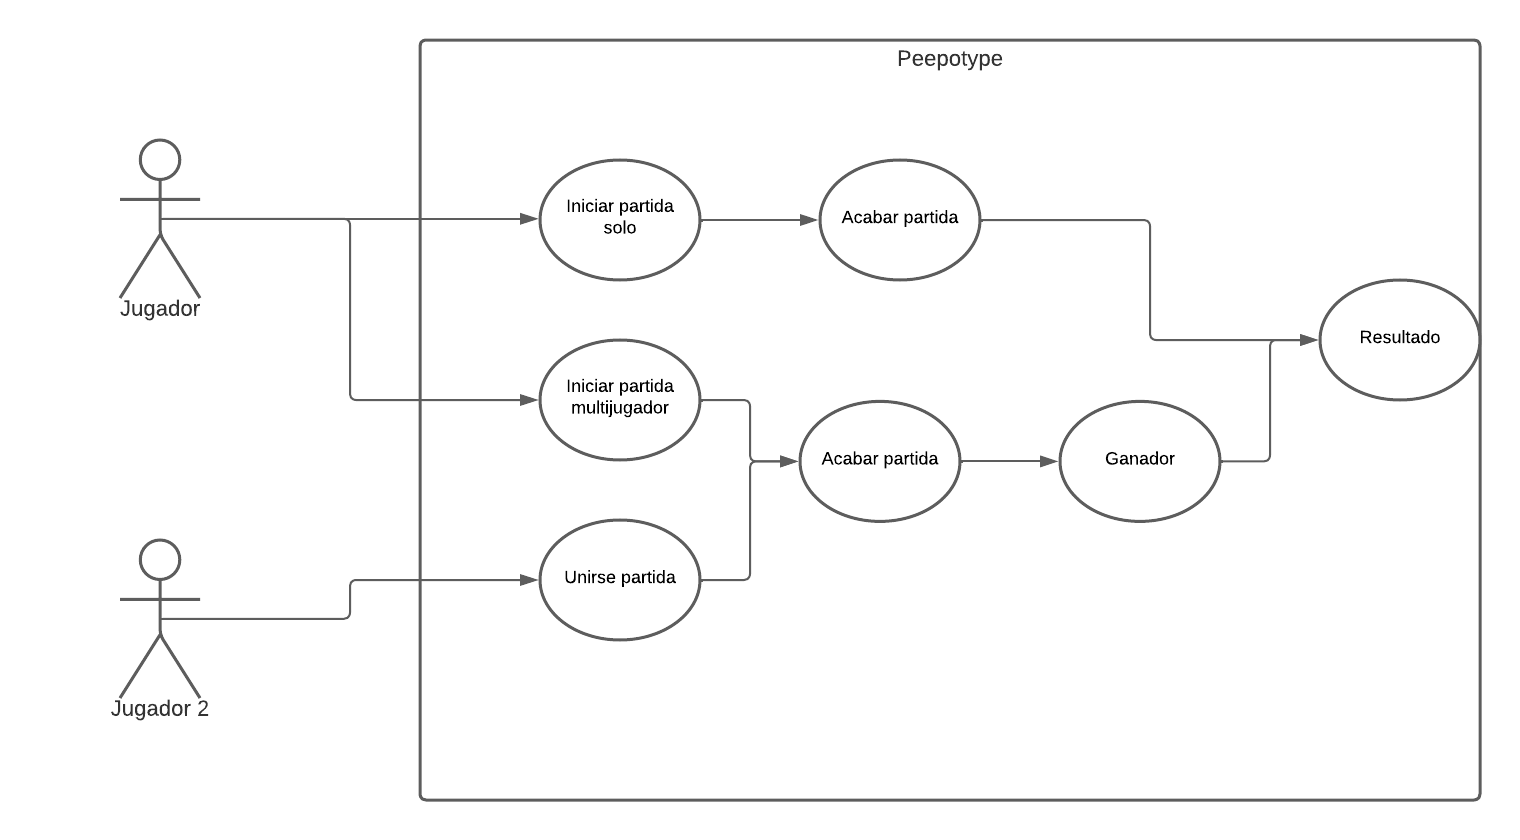 Peepotype
Jugador
Iniciar partida
solo
Acabar partida
Resultado
Iniciar partida
multijugador
Acabar partida
Ganador
Unirse partida
Jugador 2